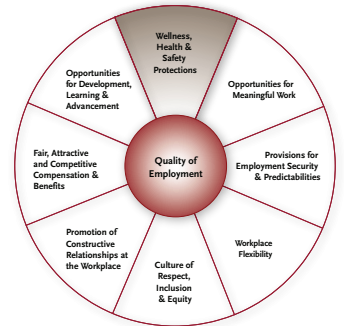 Wellness,
Health &
Safety
Protections
Opportunities for
Meaningful Work
Provisions for
Employment Security
& Predictabilities
Workplace
Flexibility
Culture of
Respect,
Inclusion
& Equity
Promotion of
Constructive
Relationships at
the Workplace
Fair, Attractive
and Competitive
Compensation &
Benefits
Opportunities
for Development,
Learning &
Advancement
Quality of
Employment